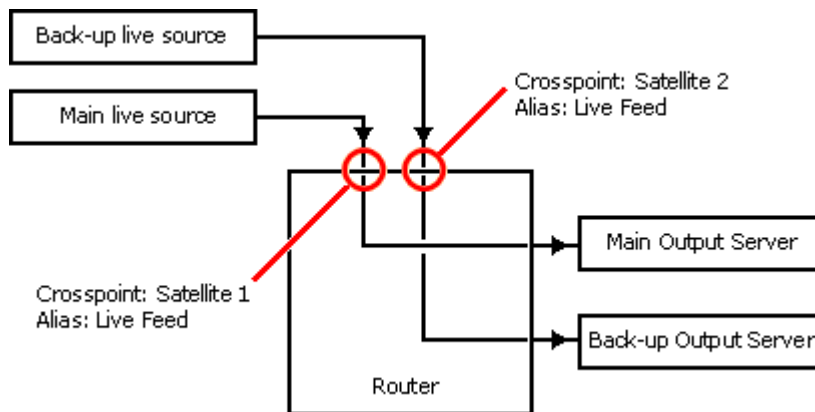 Back-up live source
Crosspoint: Satellite 2
Alias: Live Feed
Main live source
Main Output Server
Crosspoint: Satellite 1
Alias: Live Feed
Back-up Output Server
Router